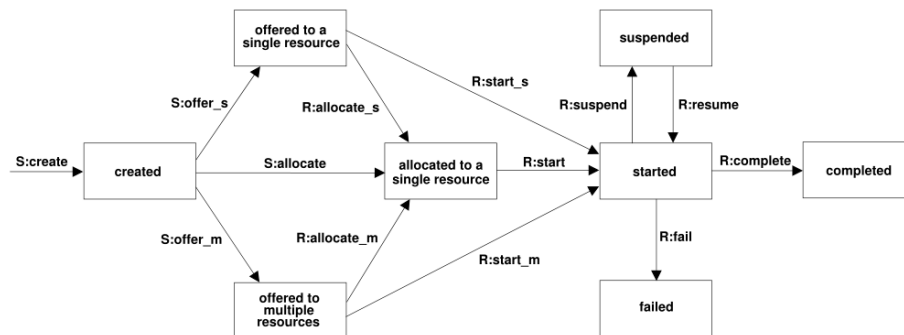 offered to a
single resource
suspended
R:start_s
S:offer_s
R:allocate_s
R:suspend
R:resume
S:create
created
S:allocate
allocated to a
single resource
R:start
started
R:complete
completed
S:offer_m
R:allocate_m
R:start_m
R:fail
offered to
multiple
resources
failed